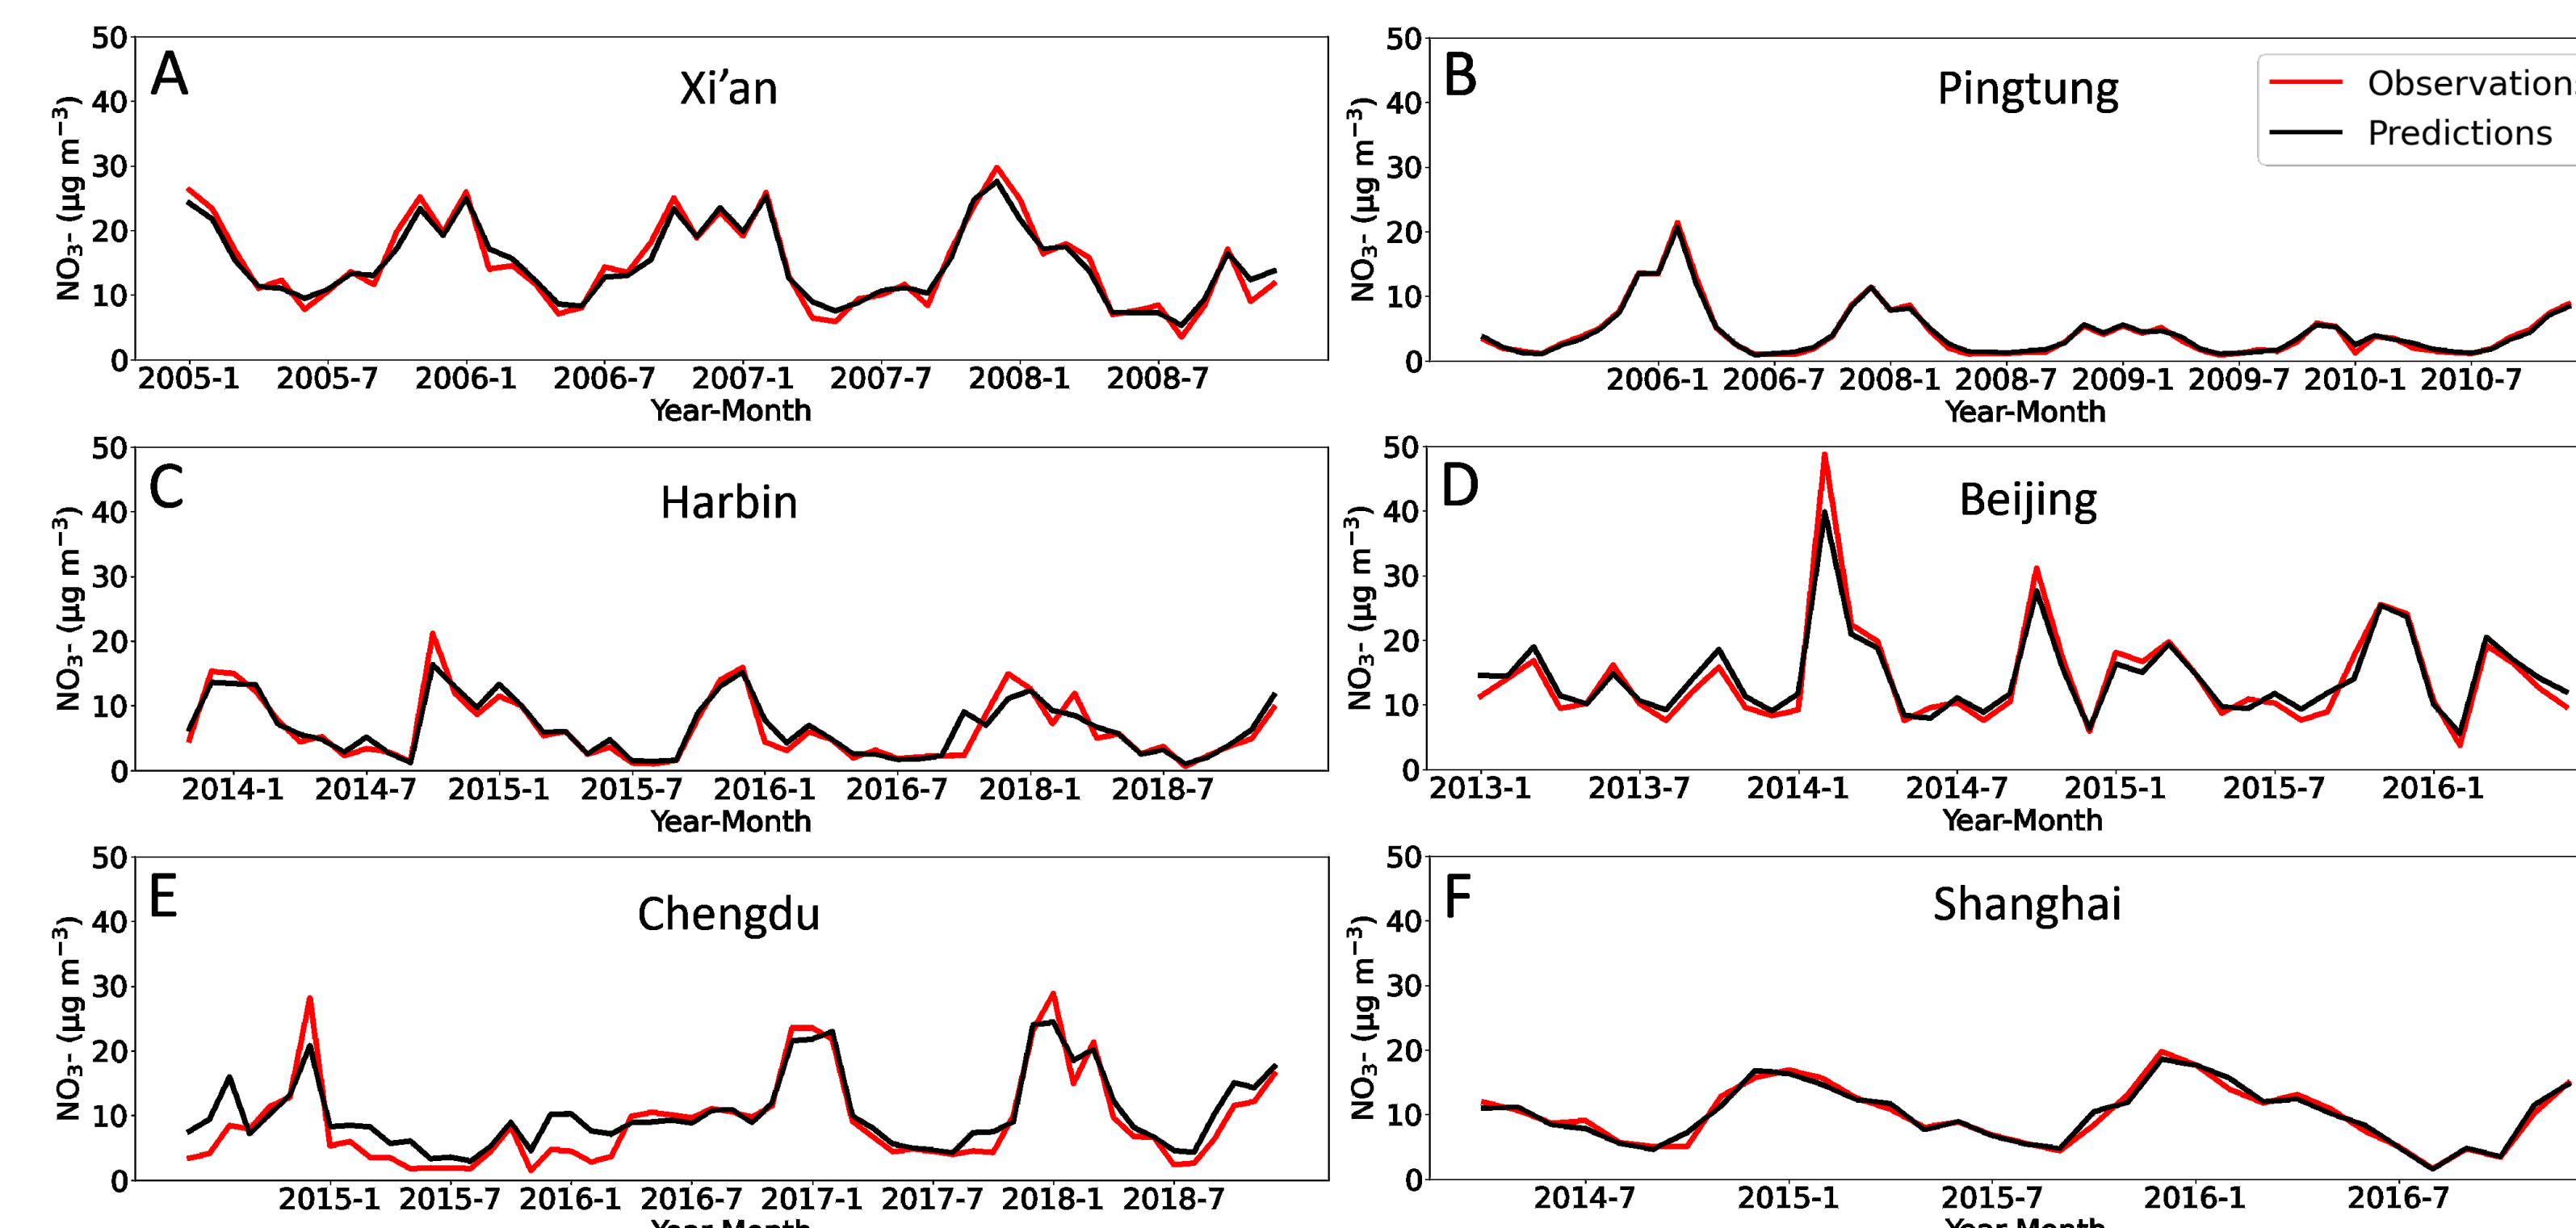 A
Xi’an
NO₃- (μg m⁻³)
50
40
30
20
10
0
2005-1 2005-7 2006-1 2006-7 2007-1 2007-7 2008-1 2008-7
Year-Month
B
Pingtung
Observation
Predictions
NO₃- (μg m⁻³)
50
40
30
20
10
0
2006-1 2006-7 2008-1 2008-7 2009-1 2009-7 2010-1 2010-7
Year-Month
C
Harbin
NO₃- (μg m⁻³)
50
40
30
20
10
0
2014-1 2014-7 2015-1 2015-7 2016-1 2016-7 2018-1 2018-7
Year-Month
D
Beijing
NO₃- (μg m⁻³)
50
40
30
20
10
0
2013-1 2013-7 2014-1 2014-7 2015-1 2015-7 2016-1
Year-Month
E
Chengdu
NO₃- (μg m⁻³)
50
40
30
20
10
0
2015-1 2015-7 2016-1 2016-7 2017-1 2017-7 2018-1 2018-7
Year-Month
F
Shanghai
NO₃- (μg m⁻³)
50
40
30
20
10
0
2014-7 2015-1 2015-7 2016-1 2016-7
Year-Month